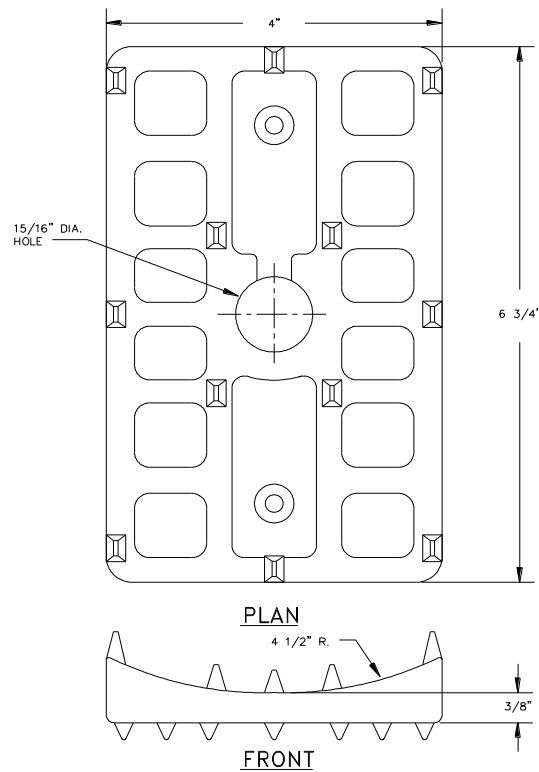 4"
15/16" DIA.
HOLE
6 3/4"
PLAN
4 1/2" R.
3/8"
FRONT